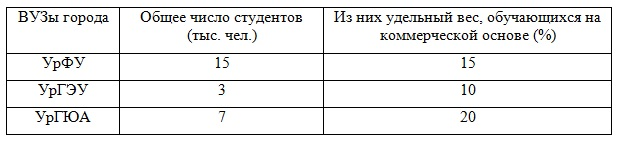 ВУЗы города
Общее число студентов
(тыс. чел.)
Из них удельный вес, обучающихся на
коммерческой основе (%)
УрФУ 15 15
УрГЭУ 3 10
УрГЮА 7 20